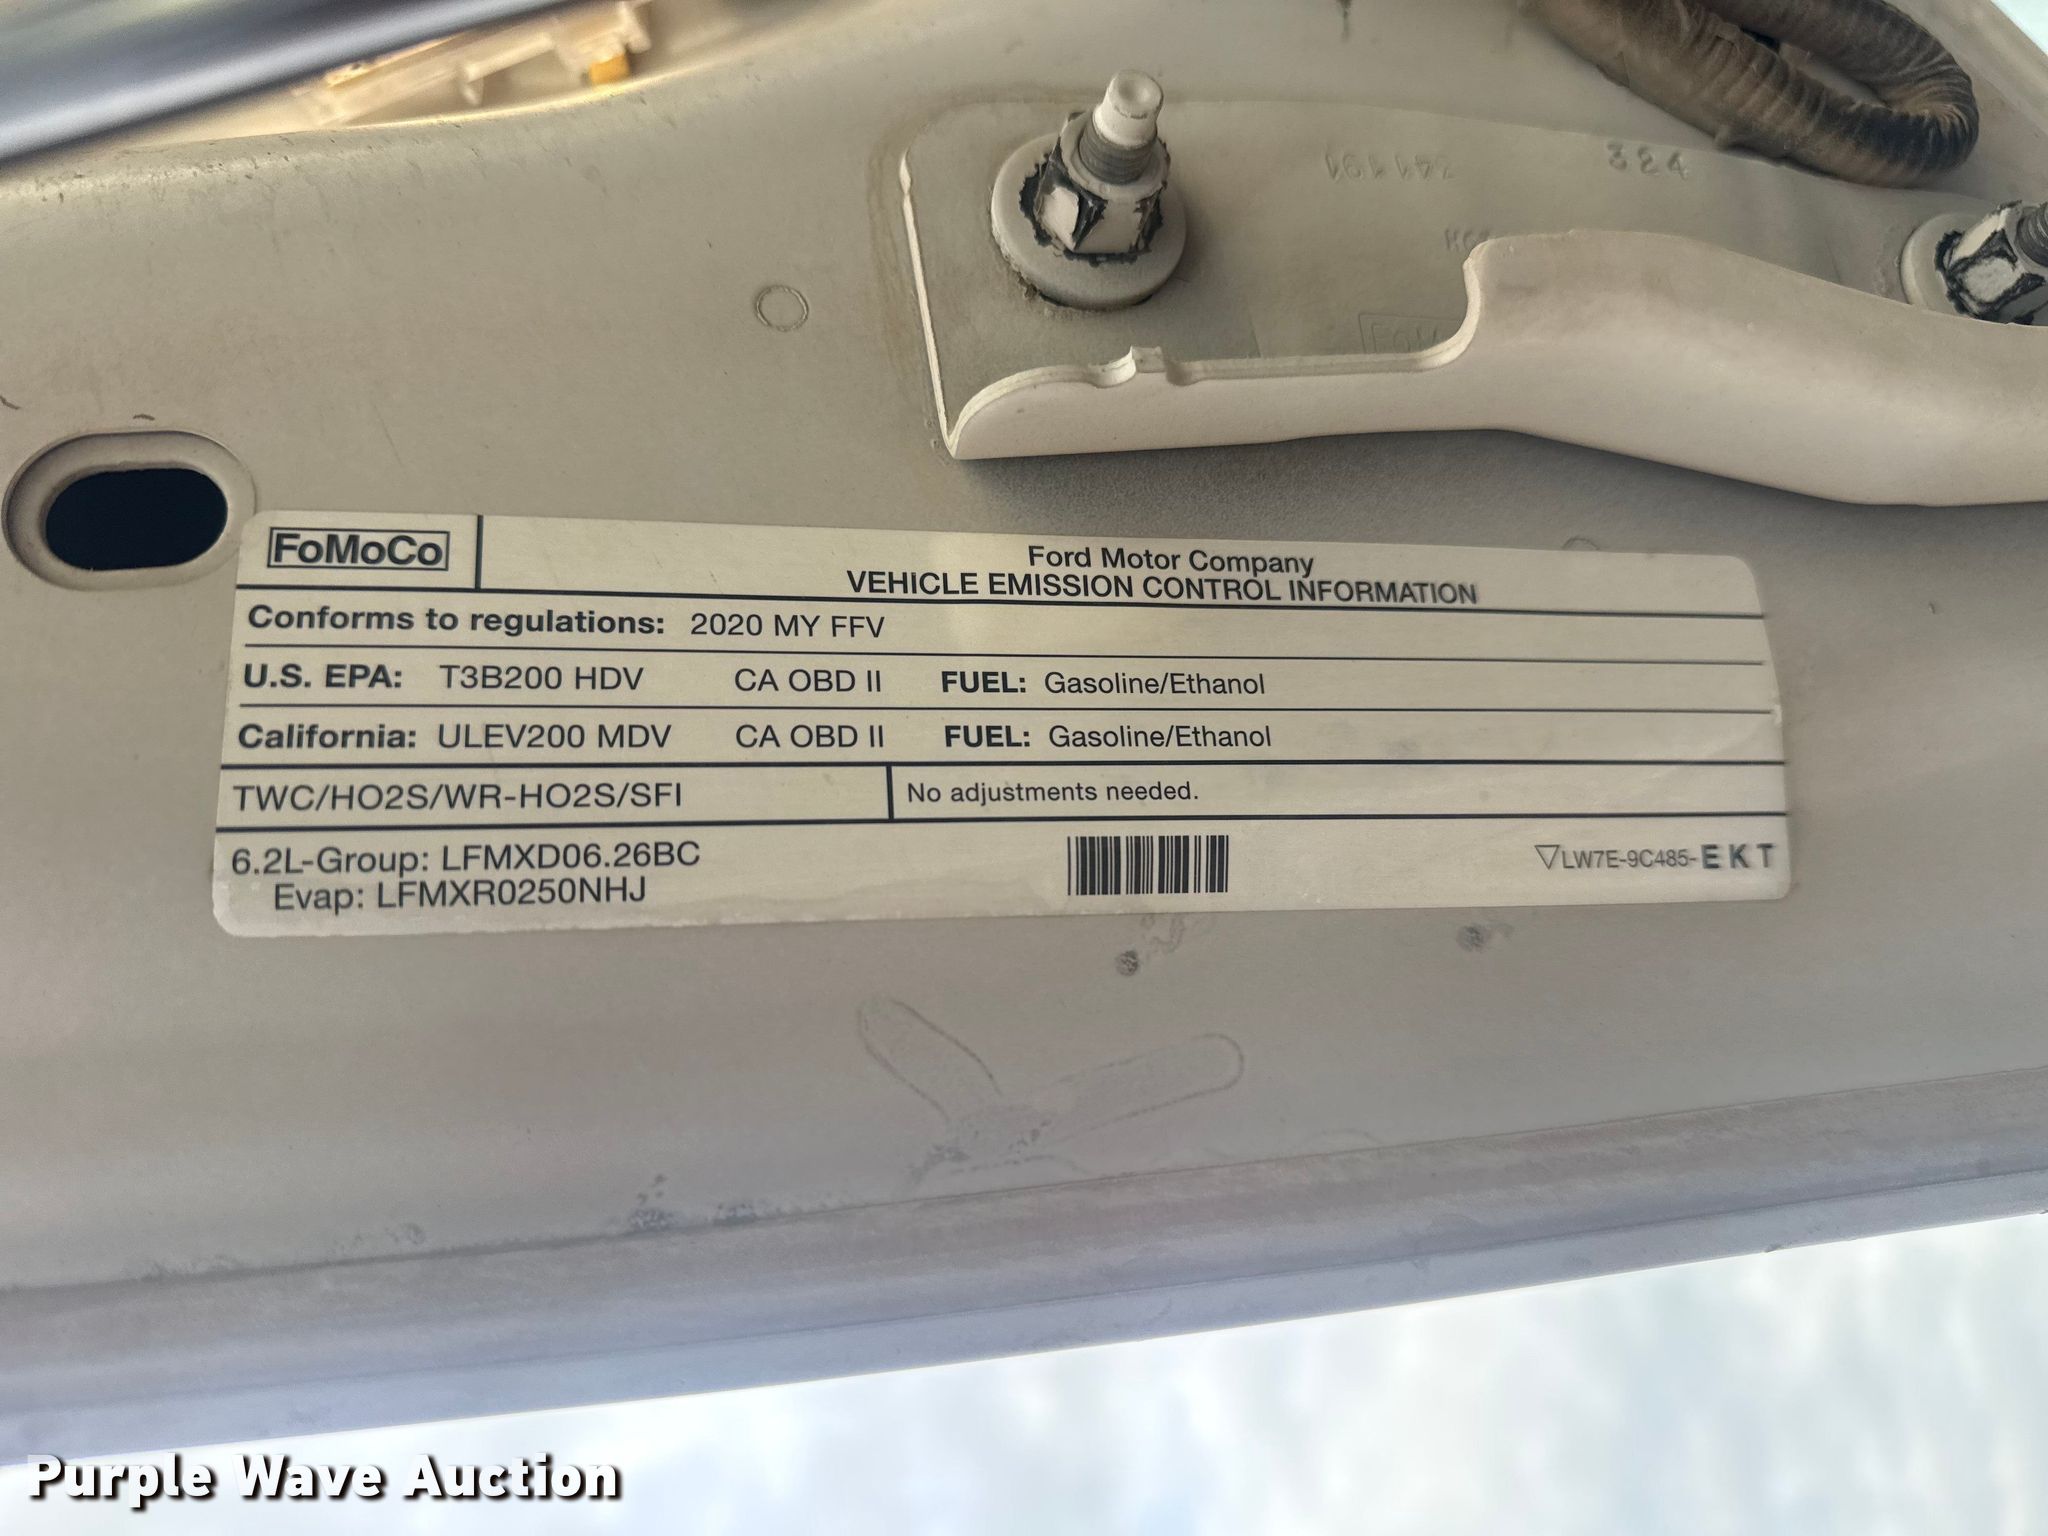 324
FoMoCo
Ford Motor Company
VEHICLE EMISSION CONTROL INFORMATION
Conforms to regulations: 2020 MY FFV
U.S. EPA: T3B200 HDV CA OBD II FUEL: Gasoline/Ethanol
California: ULEV200 MDV CA OBD II FUEL: Gasoline/Ethanol
TWC/HO2S/WR-HO2S/SFI No adjustments needed.
6.2L-Group: LFMXD06.26BC
Evap: LFMXR0250NHJ
▽LW7E-9C485-EKT
Purple Wave Auction